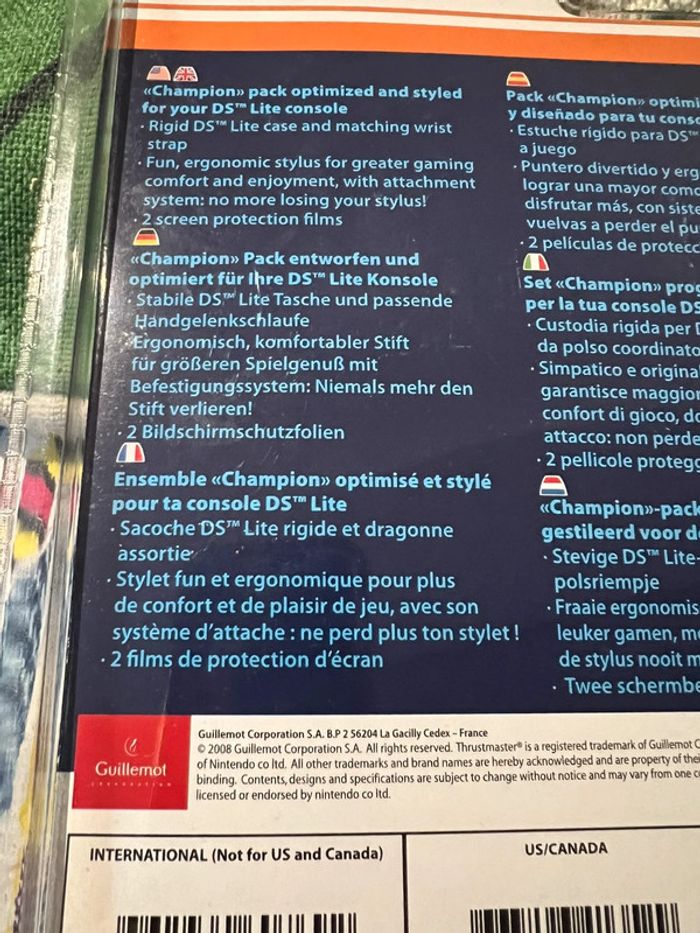 «Champion» pack optimized and styled
for your DS™ Lite console
· Rigid DS™ Lite case and matching wrist
strap
· Fun, ergonomic stylus for greater gaming
comfort and enjoyment, with attachment
system: no more losing your stylus!
· 2 screen protection films
«Champion» Pack entworfen und
optimiert für Ihre DS™ Lite Konsole
· Stabile DS™ Lite Tasche und passende
Handgelenkschlaufe
· Ergonomisch, komfortabler Stift
für größeren Spielgenuß mit
Befestigungssystem: Niemals mehr den
Stift verlieren!
· 2 Bildschirmschutzfolien
Ensemble «Champion» optimisé et stylé
pour ta console DS™ Lite
· Sacoche DS™ Lite rigide et dragonne
assortie
· Stylet fun et ergonomique pour plus
de confort et de plaisir de jeu, avec son
système d'attache : ne perd plus ton stylet !
· 2 films de protection d'écran
Pack «Champion» optim
y diseñado para tu conso
· Estuche rígido para DS™
a juego
· Puntero divertido y erg
lograr una mayor como
disfrutar más, con siste
vuelvas a perder el pu
· 2 películas de protecc
Set «Champion» prog
per la tua console DS
· Custodia rigida per
da polso coordinato
· Simpatico e original
garantisce maggior
confort di gioco, do
attacco: non perde
· 2 pellicole protegg
«Champion»-pack
gestileerd voor de
· Stevige DS™ Lite-
polsriempje
· Fraaie ergonomis
leuker gamen, m
de stylus nooit m
· Twee schermbe
Guillemot
CORPORATION
Guillemot Corporation S.A. B.P 2 56204 La Gacilly Cedex – France
© 2008 Guillemot Corporation S.A. All rights reserved. Thrustmaster® is a registered trademark of Guillemot C
of Nintendo co ltd. All other trademarks and brand names are hereby acknowledged and are property of thei
binding. Contents, designs and specifications are subject to change without notice and may vary from one c
licensed or endorsed by nintendo co ltd.
INTERNATIONAL (Not for US and Canada)
US/CANADA